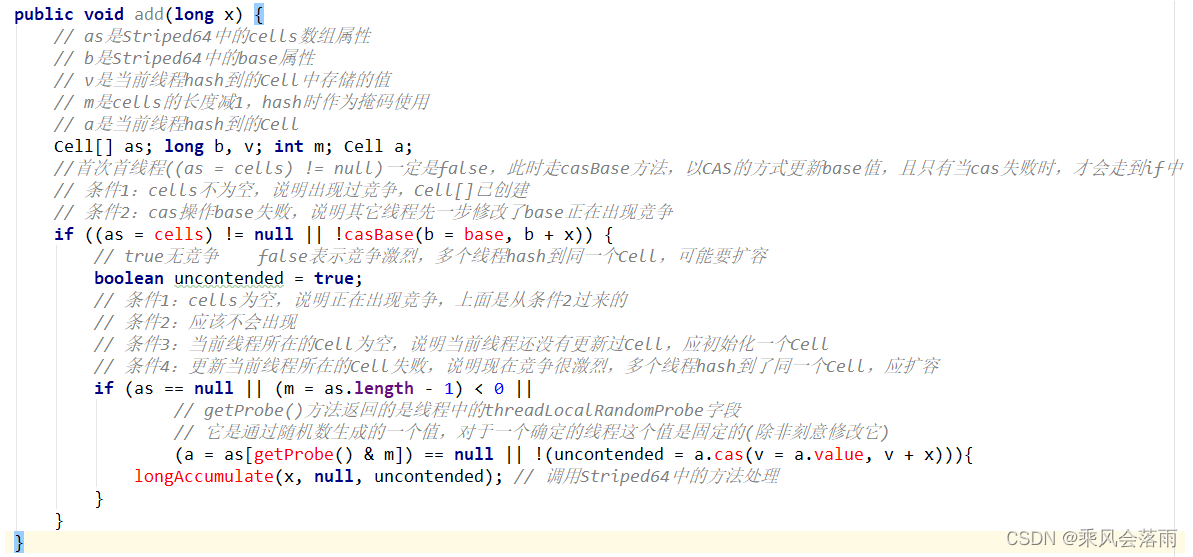 public void add(long x) {
// as是Striped64中的cells数组属性
// b是Striped64中的base属性
// v是当前线程hash到的Cell中存储的值
// m是cells的长度减1，hash时作为掩码使用
// a是当前线程hash到的Cell
Cell[] as; long b, v; int m; Cell a;
//首次首线程((as = cells) != null)一定是false，此时走casBase方法，以CAS的方式更新base值，且只有当cas失败时，才会走到if中
// 条件1：cells不为空，说明出现过竞争，Cell[]已创建
// 条件2：cas操作base失败，说明其它线程先一步修改了base正在出现竞争
if ((as = cells) != null || !casBase(b = base, b + x)) {
// true无竞争    false表示竞争激烈，多个线程hash到同一个Cell，可能要扩容
boolean uncontended = true;
// 条件1：cells为空，说明正在出现竞争，上面是从条件2过来的
// 条件2：应该不会出现
// 条件3：当前线程所在的Cell为空，说明当前线程还没有更新过Cell，应初始化一个Cell
// 条件4：更新当前线程所在的Cell失败，说明现在竞争很激烈，多个线程hash到了同一个Cell，应扩容
if (as == null || (m = as.length - 1) < 0 ||
// getProbe()方法返回的是线程中的threadLocalRandomProbe字段
// 它是通过随机数生成的一个值，对于一个确定的线程这个值是固定的(除非刻意修改它)
(a = as[getProbe() & m]) == null || !(uncontended = a.cas(v = a.value, v + x))){
longAccumulate(x, null, uncontended); // 调用Striped64中的方法处理
}
}
}
CSDN @乘风会落雨